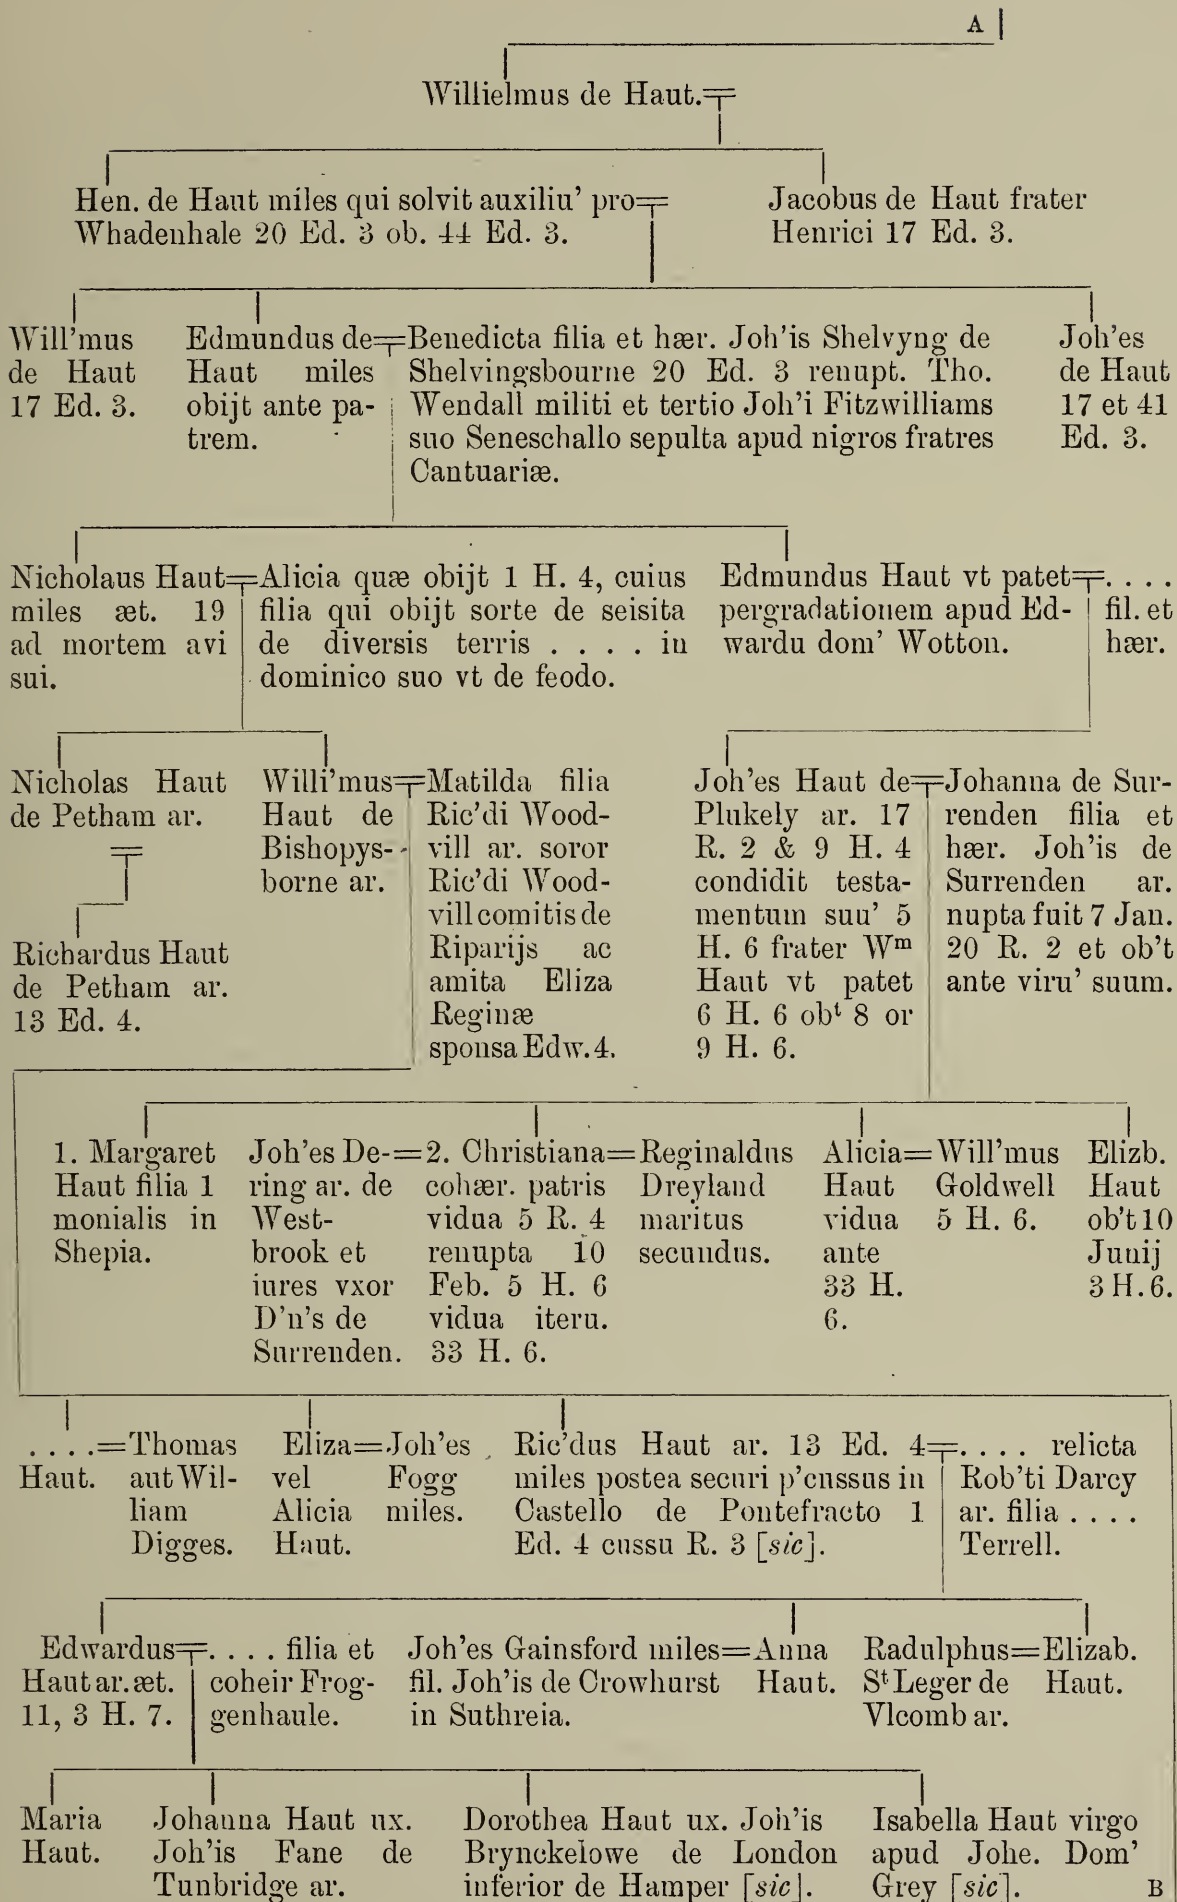 A
Willielmus de Haut.
Hen. de Haut miles qui solvit auxiliu' pro
Whadenhale 20 Ed. 3 ob. 44 Ed. 3.
Jacobus de Haut frater
Henrici 17 Ed. 3.
Will'mus
de Haut
17 Ed. 3.
Edmundus de
Haut miles
obijt ante pa-
trem.
Benedicta filia et hær. Joh'is Shelvyng de
Shelvingsbourne 20 Ed. 3 renupt. Tho.
Wendall militi et tertio Joh'i Fitzwilliams
suo Seneschallo sepulta apud nigros fratres
Cantuariæ.
Joh'es
de Haut
17 et 41
Ed. 3.
Nicholaus Haut
miles æt. 19
ad mortem avi
sui.
Alicia quæ obijt 1 H. 4, cuius
filia qui obijt sorte de seisita
de diversis terris . . . . in
dominico suo vt de feodo.
Edmundus Haut vt patet
pergradationem apud Ed-
wardu dom' Wotton.
. . . .
fil. et
hær.
Nicholas Haut
de Petham ar.
Richardus Haut
de Petham ar.
13 Ed. 4.
Willi'mus
Haut de
Bishopys-
borne ar.
Matilda filia
Ric'di Wood-
vill ar. soror
Ric'di Wood-
vill comitis de
Riparijs ac
amita Eliza
Reginæ
sponsa Edw. 4.
Joh'es Haut de
Plukely ar. 17
R. 2 & 9 H. 4
condidit testa-
mentum suu' 5
H. 6 frater Wm
Haut vt patet
6 H. 6 obt 8 or
9 H. 6.
Johanna de Sur-
renden filia et
hær. Joh'is de
Surrenden ar.
nupta fuit 7 Jan.
20 R. 2 et ob't
ante viru' suum.
1. Margaret
Haut filia 1
monialis in
Shepia.
Joh'es De-
ring ar. de
West-
brook et
iures vxor
D'n's de
Surrenden.
2. Christiana
cohær. patris
vidua 5 R. 4
renupta 10
Feb. 5 H. 6
vidua iteru.
33 H. 6.
Reginaldus
Dreyland
maritus
secundus.
Alicia
Haut
vidua
ante
33 H.
6.
Will'mus
Goldwell
5 H. 6.
Elizb.
Haut
ob't 10
Junij
3 H. 6.
. . . .
Haut.
Thomas
aut Wil-
liam
Digges.
Eliza
vel
Alicia
Haut.
Joh'es
Fogg
miles.
Ric'dus Haut ar. 13 Ed. 4
miles postea securi p'cussus in
Castello de Pontefracto 1
Ed. 4 cussu R. 3 [sic].
. . . . relicta
Rob'ti Darcy
ar. filia . . . .
Terrell.
Edwardus
Haut ar. æt.
11, 3 H. 7.
. . . . filia et
coheir Frog-
genhaule.
Joh'es Gainsford miles
fil. Joh'is de Crowhurst
in Suthreia.
Anna
Haut.
Radulphus
St Leger de
Vlcomb ar.
Elizab.
Haut.
Maria
Haut.
Johanna Haut ux.
Joh'is Fane de
Tunbridge ar.
Dorothea Haut ux. Joh'is
Brynckelowe de London
inferior de Hamper [sic].
Isabella Haut virgo
apud Johe. Dom'
Grey [sic].
B